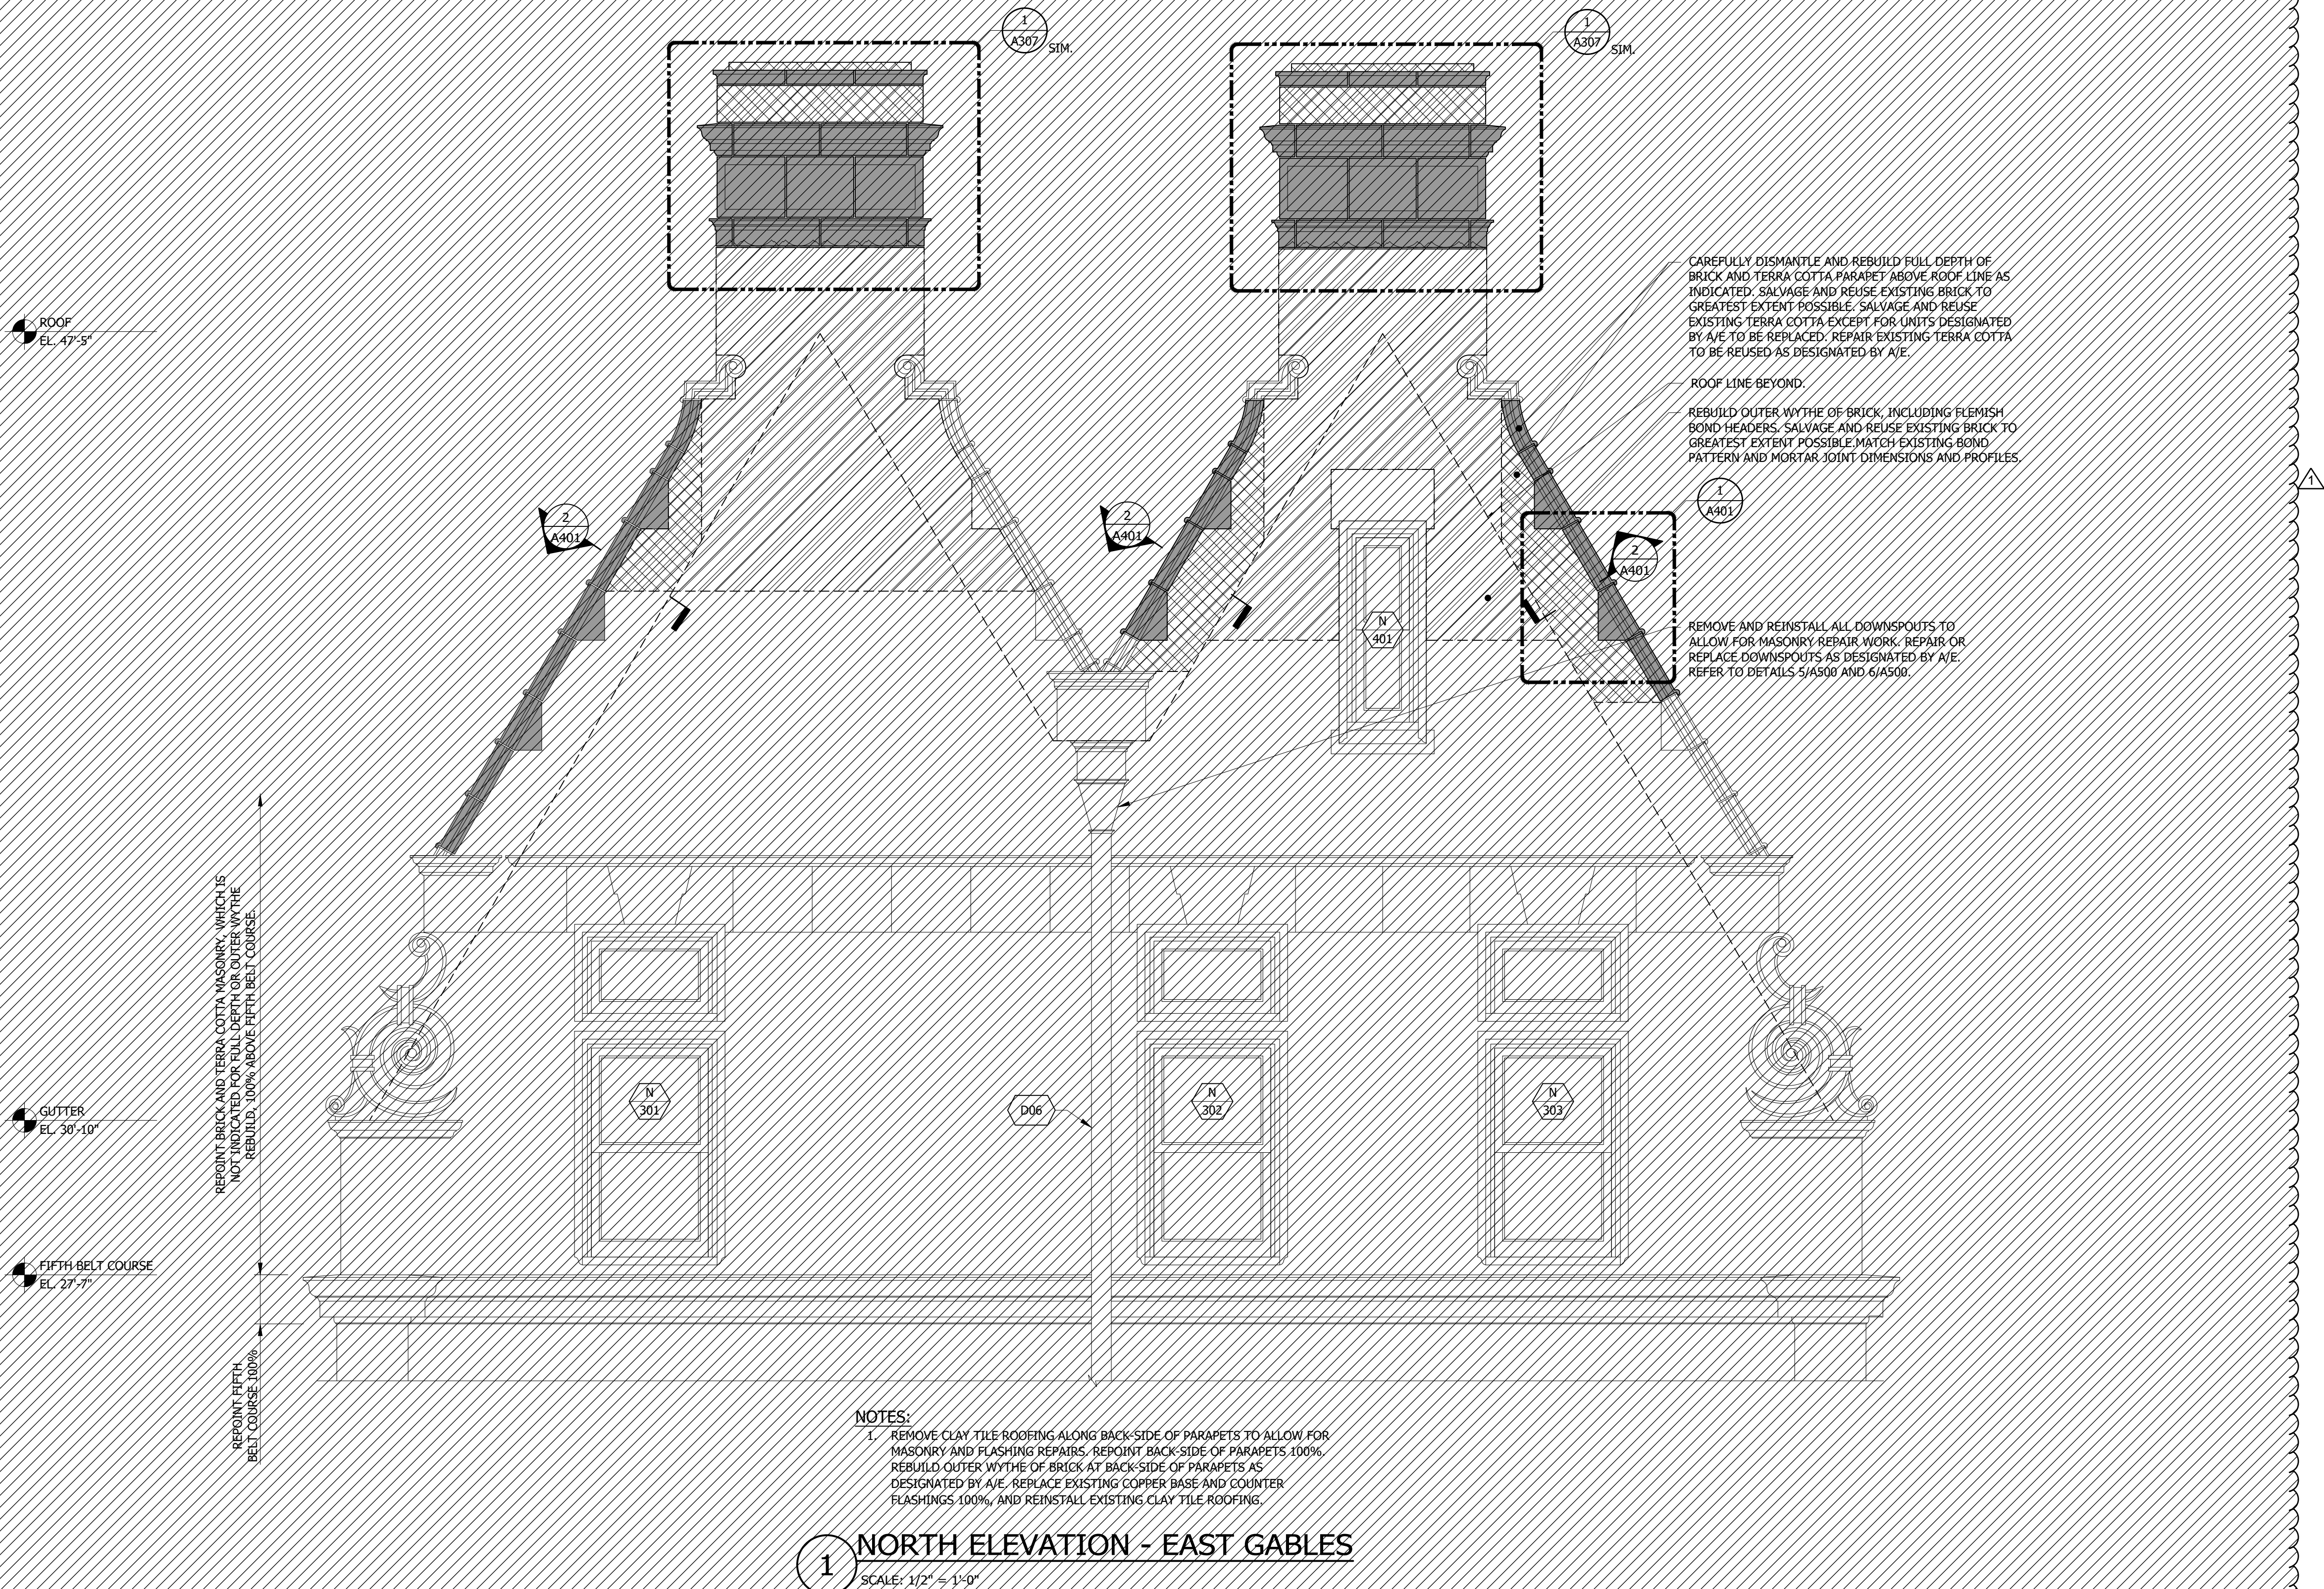 1
A307
SIM.
1
A307
SIM.
CAREFULLY DISMANTLE AND REBUILD FULL DEPTH OF
BRICK AND TERRA COTTA PARAPET ABOVE ROOF LINE AS
INDICATED. SALVAGE AND REUSE EXISTING BRICK TO
GREATEST EXTENT POSSIBLE. SALVAGE AND REUSE
EXISTING TERRA COTTA EXCEPT FOR UNITS DESIGNATED
BY A/E TO BE REPLACED. REPAIR EXISTING TERRA COTTA
TO BE REUSED AS DESIGNATED BY A/E.
ROOF
EL. 47'-5"
ROOF LINE BEYOND.
REBUILD OUTER WYTHE OF BRICK, INCLUDING FLEMISH
BOND HEADERS. SALVAGE AND REUSE EXISTING BRICK TO
GREATEST EXTENT POSSIBLE.MATCH EXISTING BOND
PATTERN AND MORTAR JOINT DIMENSIONS AND PROFILES.
1
1
A401
2
A401
2
A401
2
A401
N
401
REMOVE AND REINSTALL ALL DOWNSPOUTS TO
ALLOW FOR MASONRY REPAIR WORK. REPAIR OR
REPLACE DOWNSPOUTS AS DESIGNATED BY A/E.
REFER TO DETAILS 5/A500 AND 6/A500.
REPOINT BRICK AND TERRA COTTA MASONRY, WHICH IS
NOT INDICATED FOR FULL DEPTH OR OUTER WYTHE
REBUILD, 100% ABOVE FIFTH BELT COURSE.
N
301
D06
N
302
N
303
GUTTER
EL. 30'-10"
FIFTH BELT COURSE
EL. 27'-7"
REPOINT FIFTH
BELT COURSE 100%
NOTES:
1. REMOVE CLAY TILE ROOFING ALONG BACK-SIDE OF PARAPETS TO ALLOW FOR
MASONRY AND FLASHING REPAIRS. REPOINT BACK-SIDE OF PARAPETS 100%.
REBUILD OUTER WYTHE OF BRICK AT BACK-SIDE OF PARAPETS AS
DESIGNATED BY A/E. REPLACE EXISTING COPPER BASE AND COUNTER
FLASHINGS 100%, AND REINSTALL EXISTING CLAY TILE ROOFING.
1
NORTH ELEVATION - EAST GABLES
SCALE: 1/2" = 1'-0"